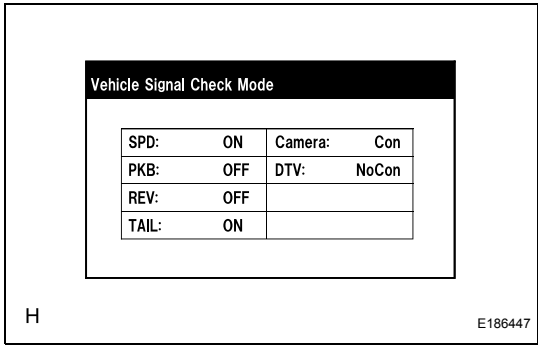 Vehicle Signal Check Mode
SPD: ON Camera: Con
PKB: OFF DTV: NoCon
REV: OFF
TAIL: ON
H
E186447